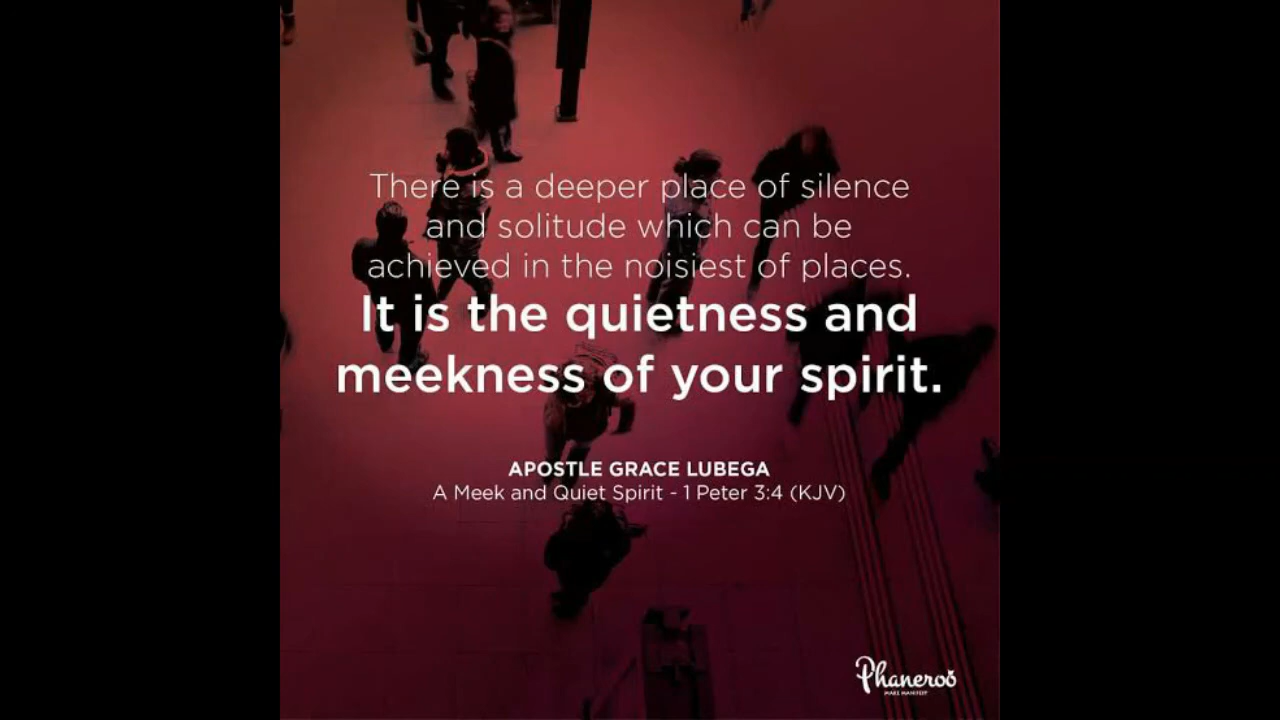 There is a deeper place of silence
and solitude which can be
achieved in the noisiest of places.
It is the quietness and
meekness of your spirit.
APOSTLE GRACE LUBEGA
A Meek and Quiet Spirit - 1 Peter 3:4 (KJV)
Phaneroo
MAKE MANIFEST